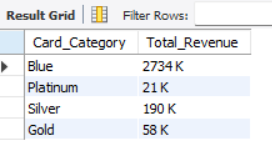 Result Grid Filter Rows:
Card_Category Total_Revenue
Blue 2734 K
Platinum 21 K
Silver 190 K
Gold 58 K